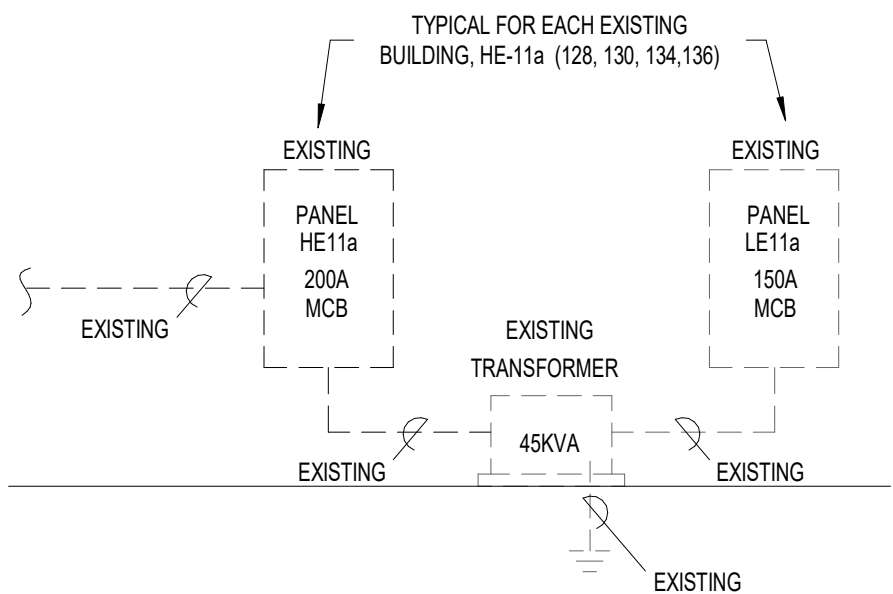 TYPICAL FOR EACH EXISTING
BUILDING, HE-11a (128, 130, 134,136)
EXISTING
EXISTING
PANEL
HE11a
200A
MCB
PANEL
LE11a
150A
MCB
EXISTING
EXISTING
TRANSFORMER
45KVA
EXISTING
EXISTING
EXISTING